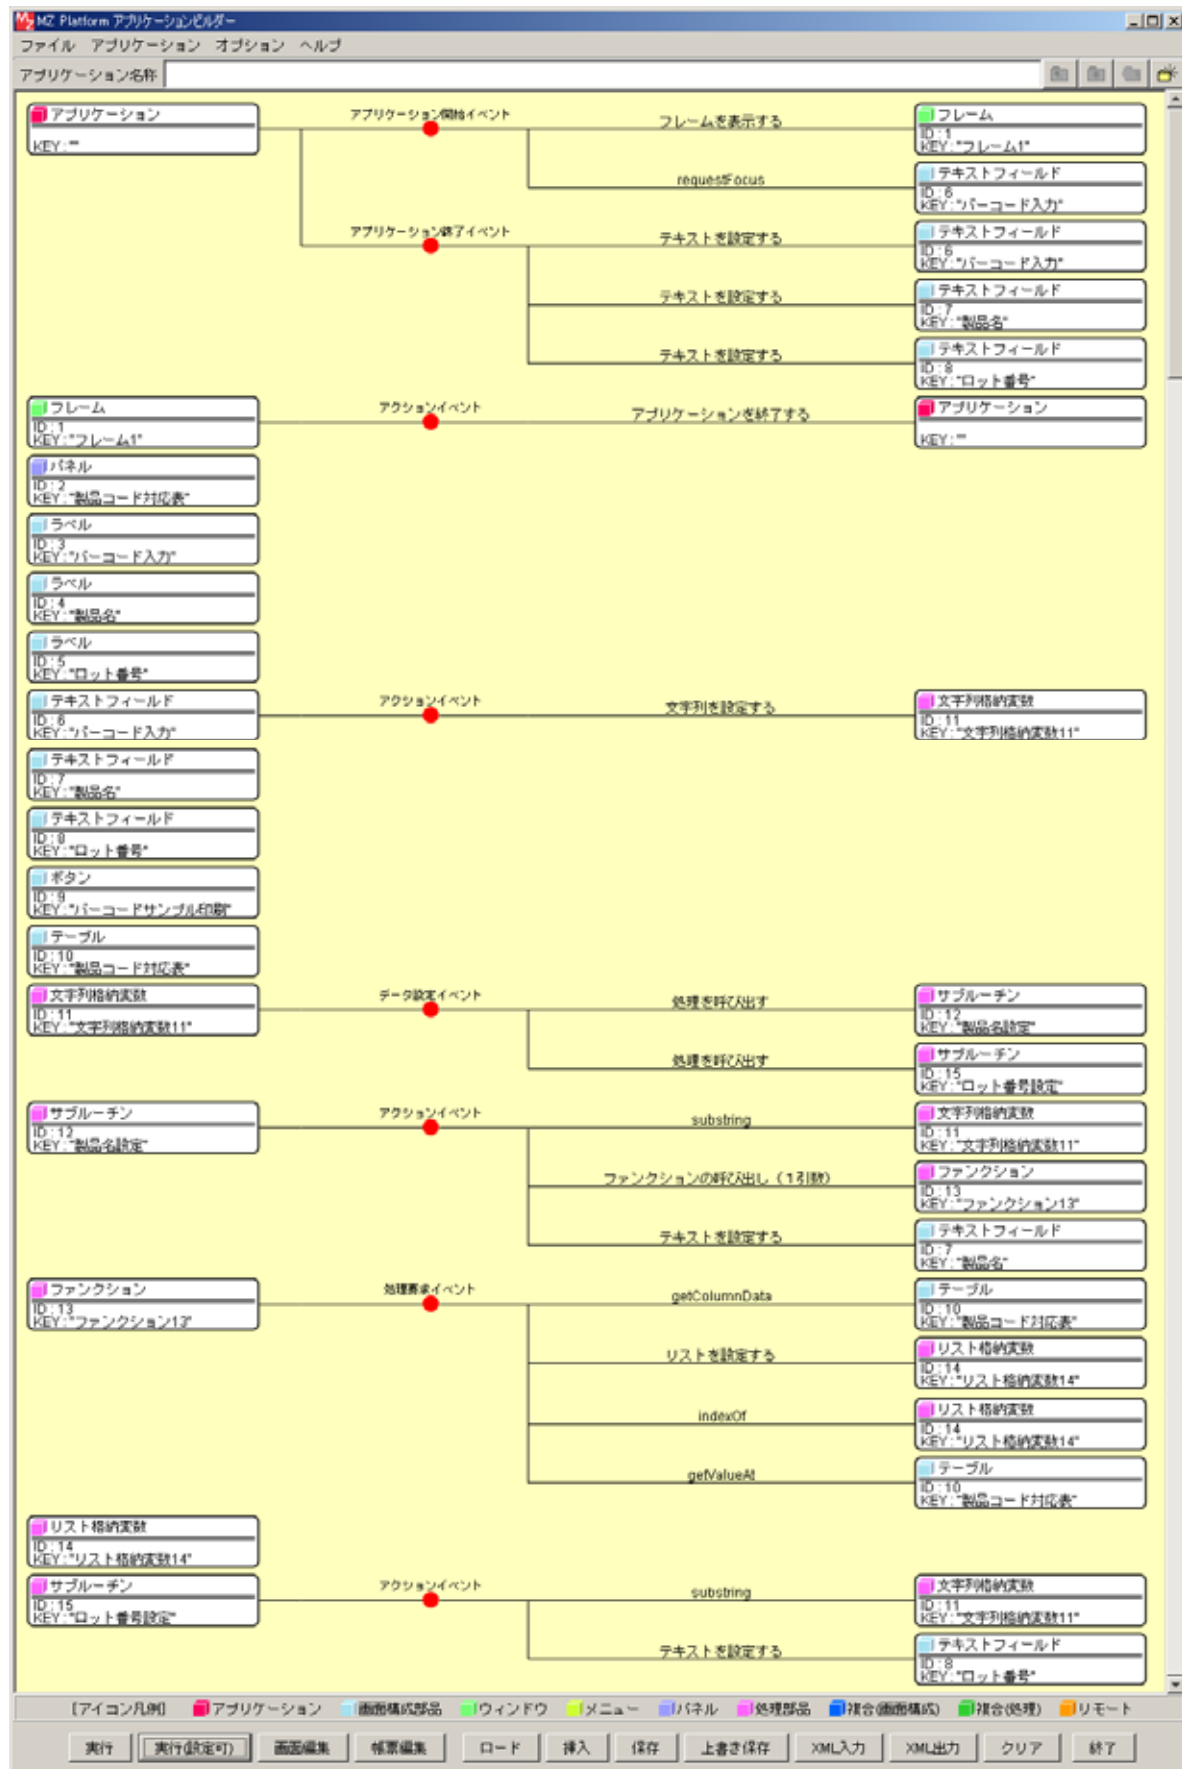 MZ Platform アプリケーションビルダー
ファイル アプリケーション オプション ヘルプ
アプリケーション名称
アプリケーション
KEY:""
アプリケーション開始イベント
フレームを表示する
フレーム
ID:1
KEY:"フレーム1"
requestFocus
テキストフィールド
ID:6
KEY:"バーコード入力"
アプリケーション終了イベント
テキストを設定する
テキストフィールド
ID:6
KEY:"バーコード入力"
テキストを設定する
テキストフィールド
ID:7
KEY:"製品名"
テキストを設定する
テキストフィールド
ID:8
KEY:"ロット番号"
フレーム
ID:1
KEY:"フレーム1"
アクションイベント
アプリケーションを終了する
アプリケーション
KEY:""
パネル
ID:2
KEY:"製品コード対応表"
ラベル
ID:3
KEY:"バーコード入力"
ラベル
ID:4
KEY:"製品名"
ラベル
ID:5
KEY:"ロット番号"
テキストフィールド
ID:6
KEY:"バーコード入力"
アクションイベント
文字列を設定する
文字列格納変数
ID:11
KEY:"文字列格納変数11"
テキストフィールド
ID:7
KEY:"製品名"
テキストフィールド
ID:8
KEY:"ロット番号"
ボタン
ID:9
KEY:"バーコードサンプル印刷"
テーブル
ID:10
KEY:"製品コード対応表"
文字列格納変数
ID:11
KEY:"文字列格納変数11"
データ設定イベント
処理を呼び出す
サブルーチン
ID:12
KEY:"製品名設定"
処理を呼び出す
サブルーチン
ID:15
KEY:"ロット番号設定"
サブルーチン
ID:12
KEY:"製品名設定"
アクションイベント
substring
文字列格納変数
ID:11
KEY:"文字列格納変数11"
ファンクションの呼び出し（1引数）
ファンクション
ID:13
KEY:"ファンクション13"
テキストを設定する
テキストフィールド
ID:7
KEY:"製品名"
ファンクション
ID:13
KEY:"ファンクション13"
処理要求イベント
getColumnData
テーブル
ID:10
KEY:"製品コード対応表"
リストを設定する
リスト格納変数
ID:14
KEY:"リスト格納変数14"
indexOf
リスト格納変数
ID:14
KEY:"リスト格納変数14"
getValueAt
テーブル
ID:10
KEY:"製品コード対応表"
リスト格納変数
ID:14
KEY:"リスト格納変数14"
サブルーチン
ID:15
KEY:"ロット番号設定"
アクションイベント
substring
文字列格納変数
ID:11
KEY:"文字列格納変数11"
テキストを設定する
テキストフィールド
ID:8
KEY:"ロット番号"
[アイコン凡例] アプリケーション 画面構成部品 ウィンドウ メニュー パネル 処理部品 複合(画面構成) 複合(処理) リモート
実行 実行(設定可) 画面編集 帳票編集 ロード 挿入 保存 上書き保存 XML入力 XML出力 クリア 終了